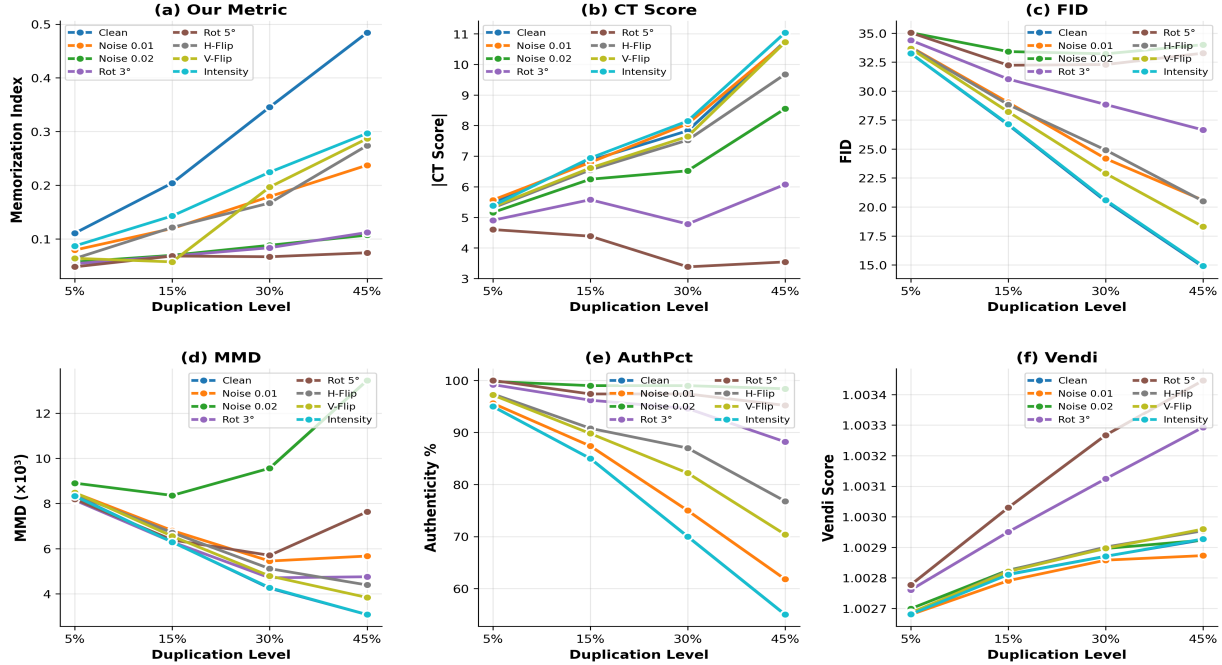 (a) Our Metric
Memorization Index
0.5
0.4
0.3
0.2
0.1
Clean
Noise 0.01
Noise 0.02
Rot 3°
Rot 5°
H-Flip
V-Flip
Intensity
5% 15% 30% 45%
Duplication Level
(b) CT Score
|CT Score|
11
10
9
8
7
6
5
4
3
Clean
Noise 0.01
Noise 0.02
Rot 3°
Rot 5°
H-Flip
V-Flip
Intensity
5% 15% 30% 45%
Duplication Level
(c) FID
FID
35.0
32.5
30.0
27.5
25.0
22.5
20.0
17.5
15.0
Clean
Noise 0.01
Noise 0.02
Rot 3°
Rot 5°
H-Flip
V-Flip
Intensity
5% 15% 30% 45%
Duplication Level
(d) MMD
MMD (×10³)
12
10
8
6
4
Clean
Noise 0.01
Noise 0.02
Rot 3°
Rot 5°
H-Flip
V-Flip
Intensity
5% 15% 30% 45%
Duplication Level
(e) AuthPct
Authenticity %
100
90
80
70
60
Clean
Noise 0.01
Noise 0.02
Rot 3°
Rot 5°
H-Flip
V-Flip
Intensity
5% 15% 30% 45%
Duplication Level
(f) Vendi
Vendi Score
1.0034
1.0033
1.0032
1.0031
1.0030
1.0029
1.0028
1.0027
Clean
Noise 0.01
Noise 0.02
Rot 3°
Rot 5°
H-Flip
V-Flip
Intensity
5% 15% 30% 45%
Duplication Level